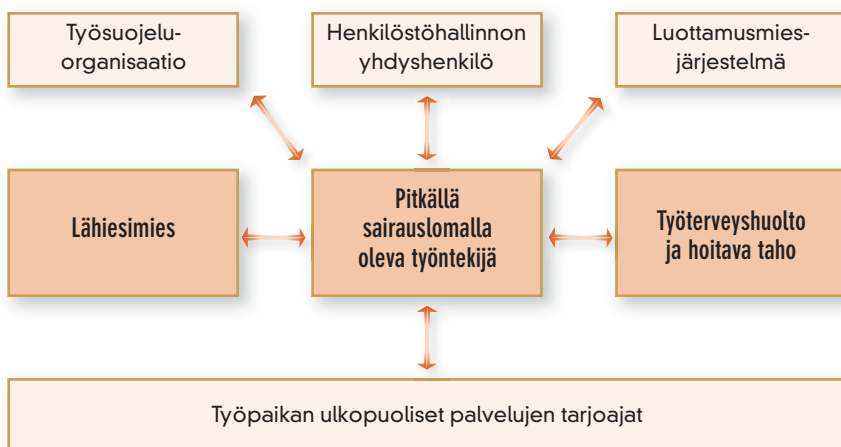 Työsuojelu-
organisaatio
Henkilöstöhallinnon
yhdyshenkilö
Luottamusmies-
järjestelmä
Lähiesimies
Pitkällä
sairauslomalla
oleva työntekijä
Työterveyshuolto
ja hoitava taho
Työpaikan ulkopuoliset palvelujen tarjoajat